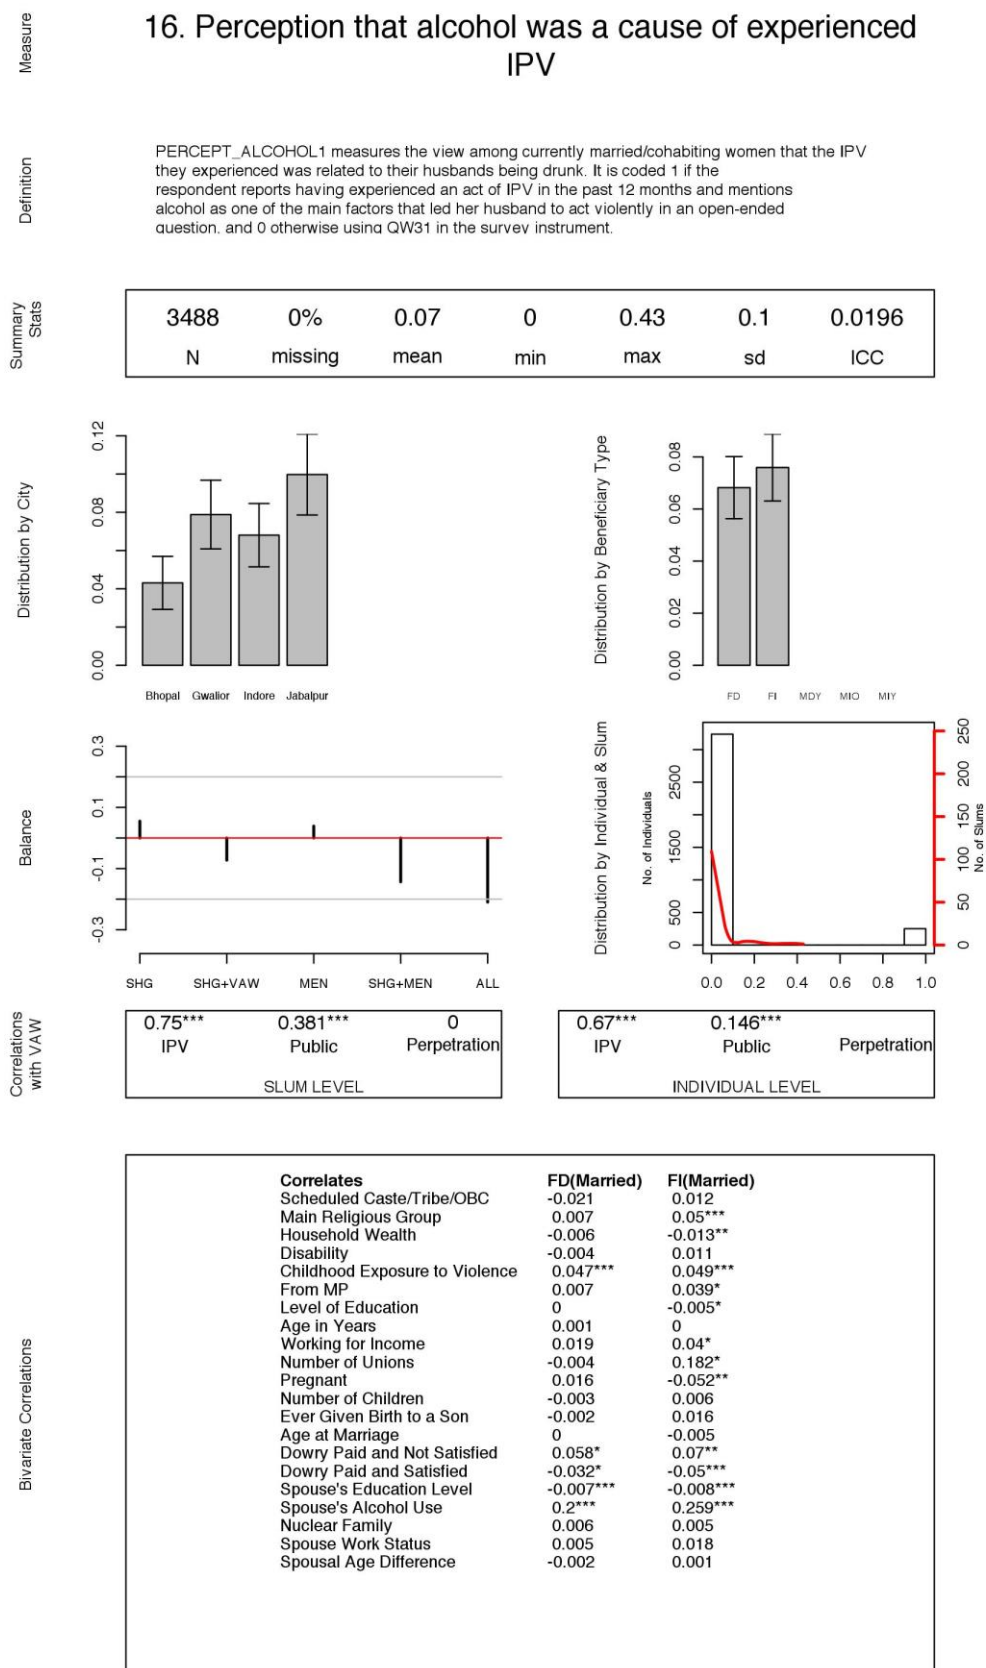 Measure
16. Perception that alcohol was a cause of experienced
IPV
Definition
PERCEPT_ALCOHOL1 measures the view among currently married/cohabiting women that the IPV
they experienced was related to their husbands being drunk. It is coded 1 if the
respondent reports having experienced an act of IPV in the past 12 months and mentions
alcohol as one of the main factors that led her husband to act violently in an open-ended
question. and 0 otherwise using QW31 in the survey instrument.
Summary
Stats
3488 0% 0.07 0 0.43 0.1 0.0196
N missing mean min max sd ICC
Distribution by City
0.12
0.08
0.04
0.00
Bhopal Gwalior Indore Jabalpur
Distribution by Beneficiary Type
0.08
0.06
0.04
0.02
0.00
FD FI MDY MIO MIY
Balance
0.3
0.1
-0.1
-0.3
SHG SHG+VAW MEN SHG+MEN ALL
Distribution by Individual & Slum
No. of Individuals
2500
1500
500
0
250
200
150
100
50
0
No. of Slums
0.0 0.2 0.4 0.6 0.8 1.0
Correlations
with VAW
0.75*** 0.381*** 0
IPV Public Perpetration
SLUM LEVEL
0.67*** 0.146***
IPV Public Perpetration
INDIVIDUAL LEVEL
Bivariate Correlations
Correlates FD(Married) FI(Married)
Scheduled Caste/Tribe/OBC -0.021 0.012
Main Religious Group 0.007 0.05***
Household Wealth -0.006 -0.013**
Disability -0.004 0.011
Childhood Exposure to Violence 0.047*** 0.049***
From MP 0.007 0.039*
Level of Education 0 -0.005*
Age in Years 0.001 0
Working for Income 0.019 0.04*
Number of Unions -0.004 0.182*
Pregnant 0.016 -0.052**
Number of Children -0.003 0.006
Ever Given Birth to a Son -0.002 0.016
Age at Marriage 0 -0.005
Dowry Paid and Not Satisfied 0.058* 0.07**
Dowry Paid and Satisfied -0.032* -0.05***
Spouse's Education Level -0.007*** -0.008***
Spouse's Alcohol Use 0.2*** 0.259***
Nuclear Family 0.006 0.005
Spouse Work Status 0.005 0.018
Spousal Age Difference -0.002 0.001